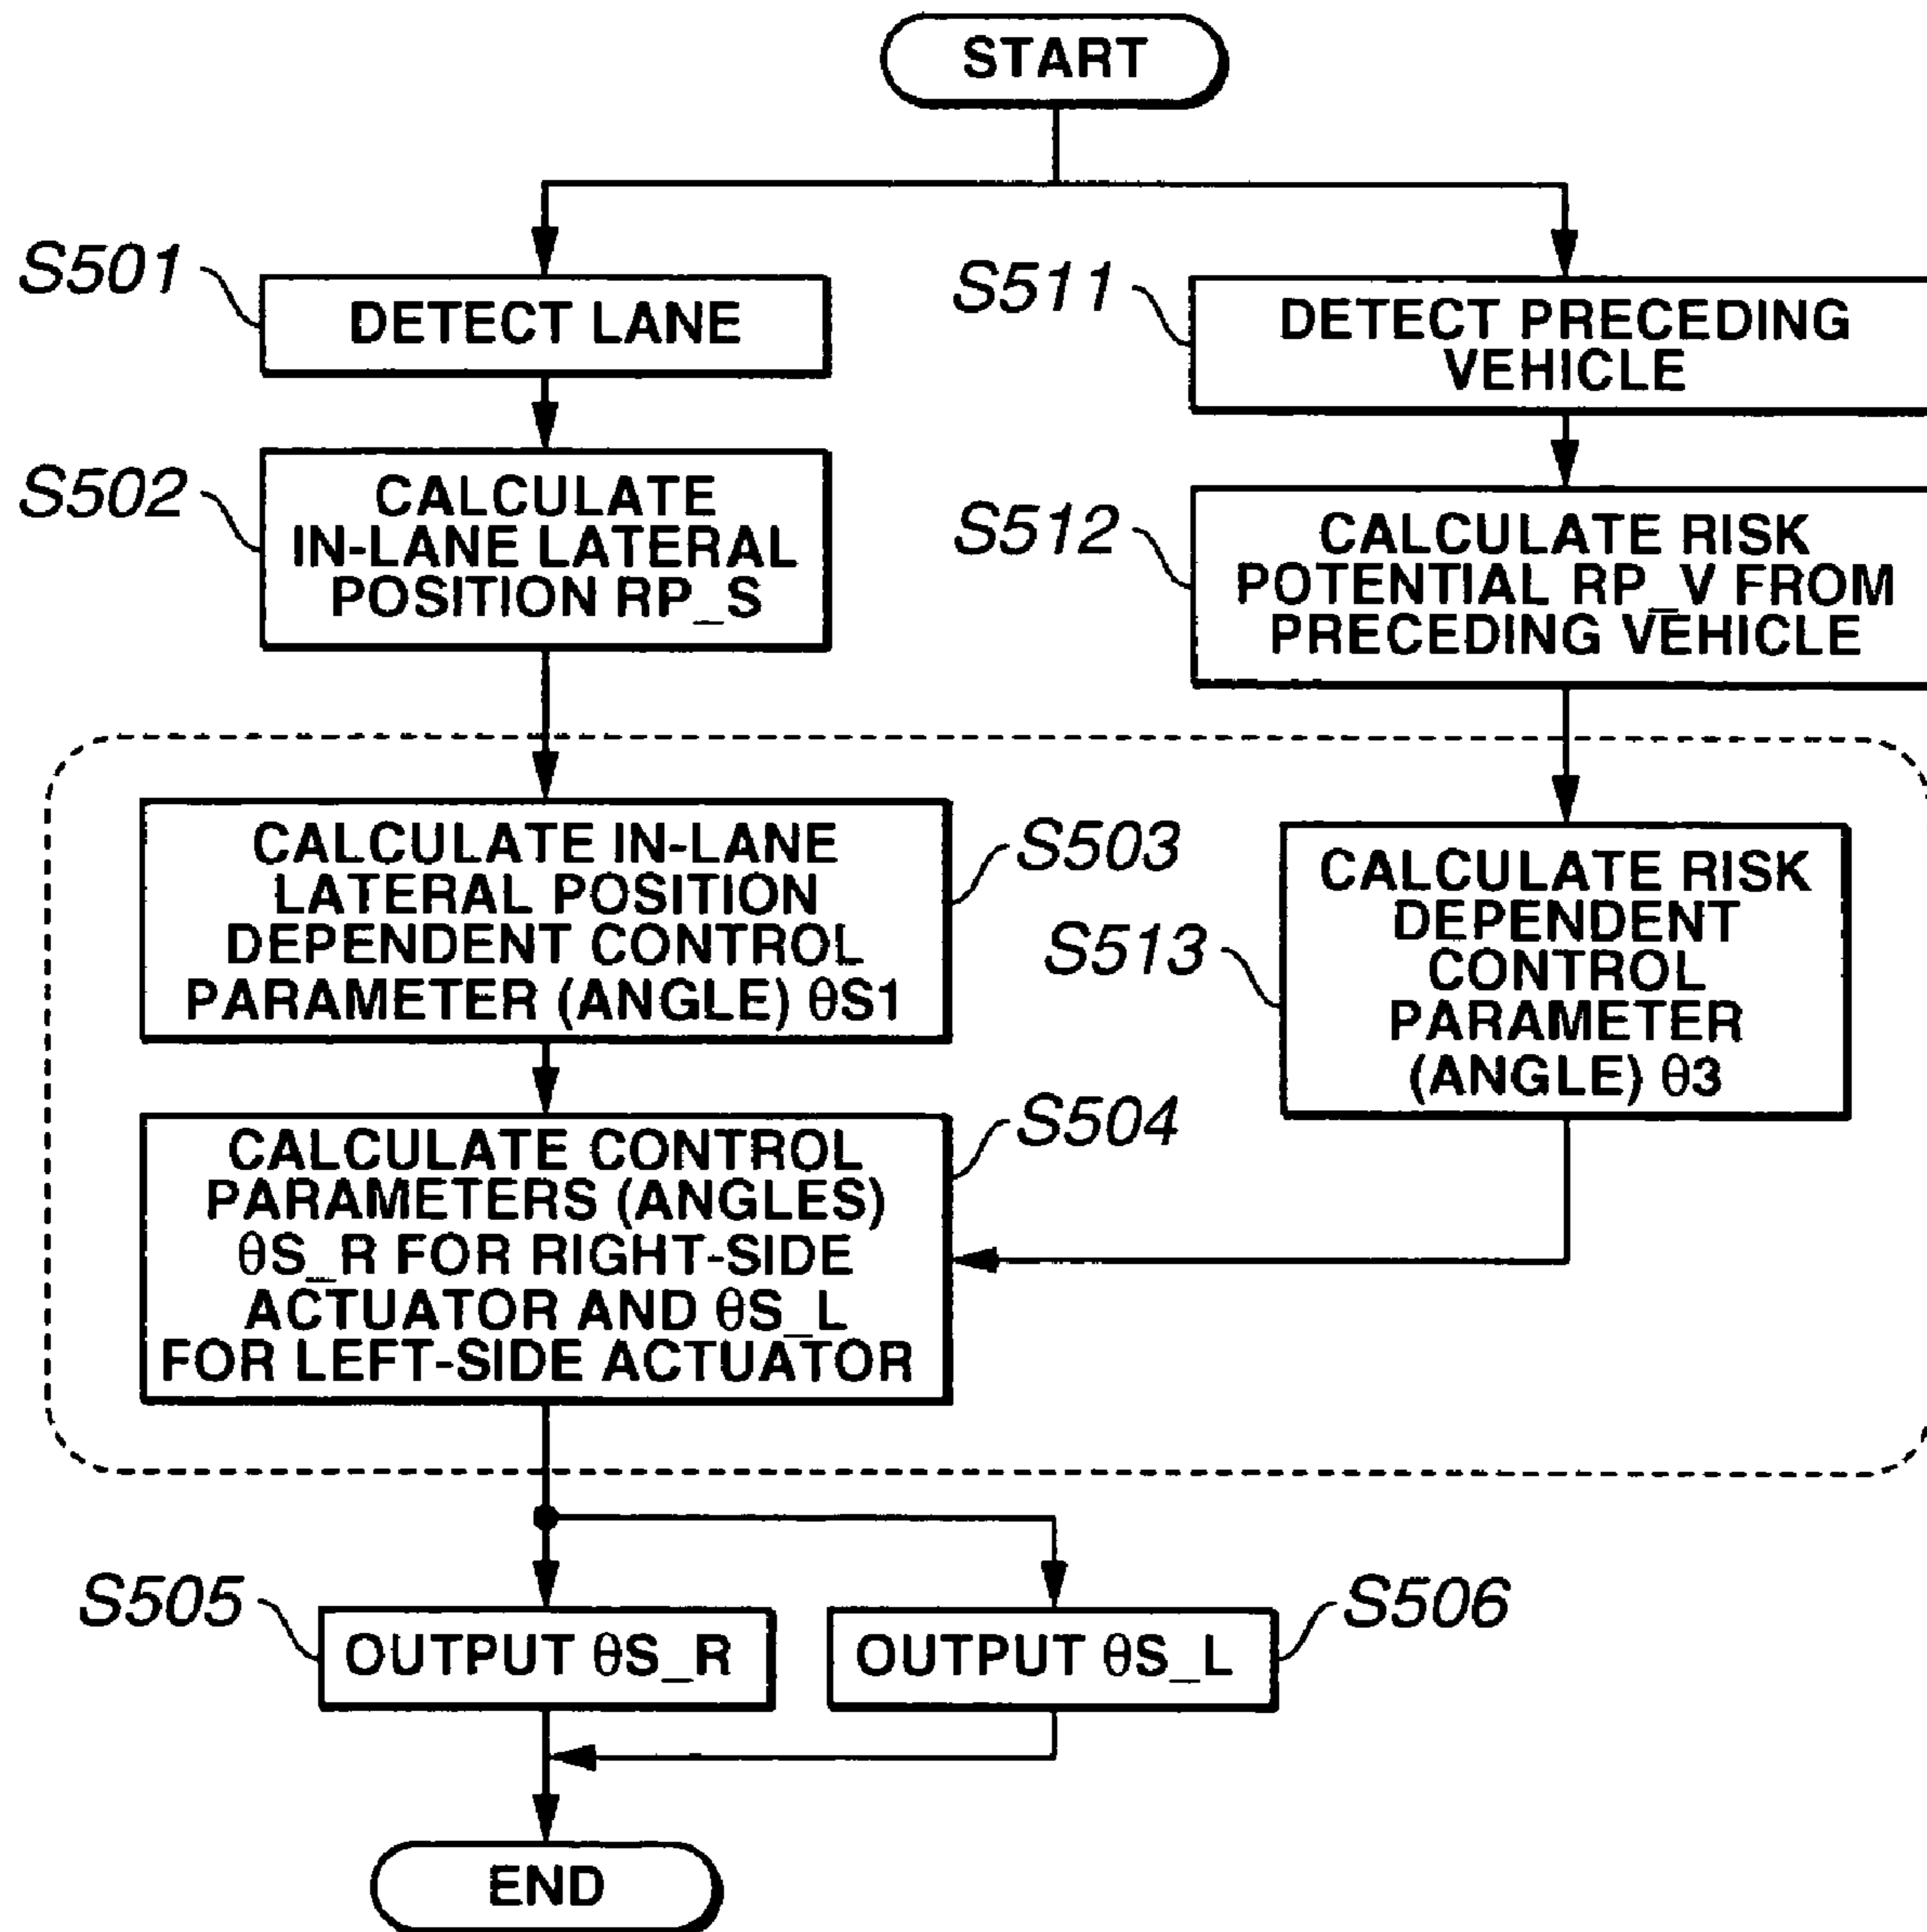 START
S501
DETECT LANE
S502
CALCULATE
IN-LANE LATERAL
POSITION RP_S
S511
DETECT PRECEDING
VEHICLE
S512
CALCULATE RISK
POTENTIAL RP_V FROM
PRECEDING VEHICLE
CALCULATE IN-LANE
LATERAL POSITION
DEPENDENT CONTROL
PARAMETER (ANGLE) θS1
S503
S513
CALCULATE RISK
DEPENDENT
CONTROL
PARAMETER
(ANGLE) θ3
CALCULATE CONTROL
PARAMETERS (ANGLES)
θS_R FOR RIGHT-SIDE
ACTUATOR AND θS_L
FOR LEFT-SIDE ACTUATOR
S504
S505
OUTPUT θS_R
OUTPUT θS_L
S506
END